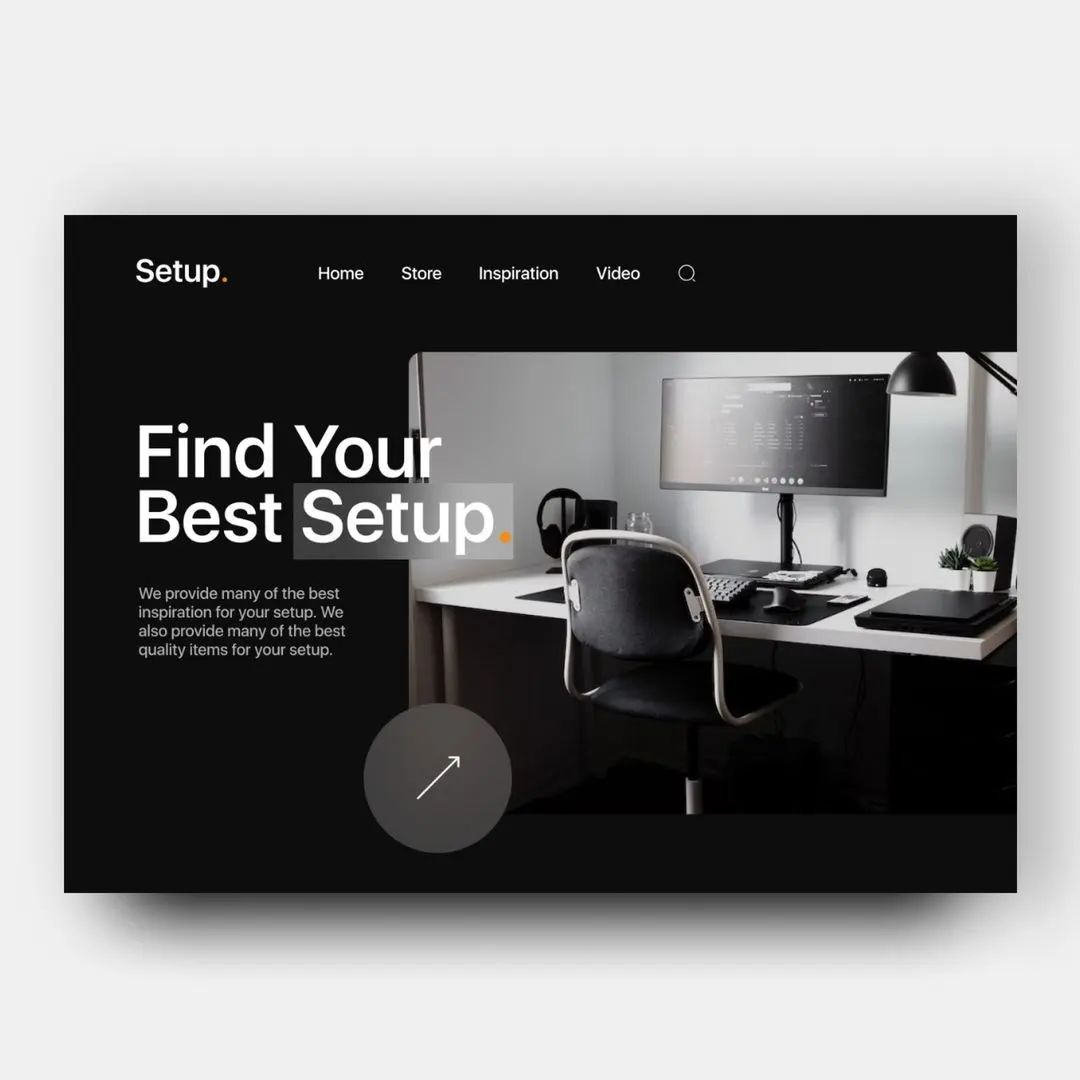 Setup.
Home Store Inspiration Video
Find Your
Best Setup.
We provide many of the best
inspiration for your setup. We
also provide many of the best
quality items for your setup.